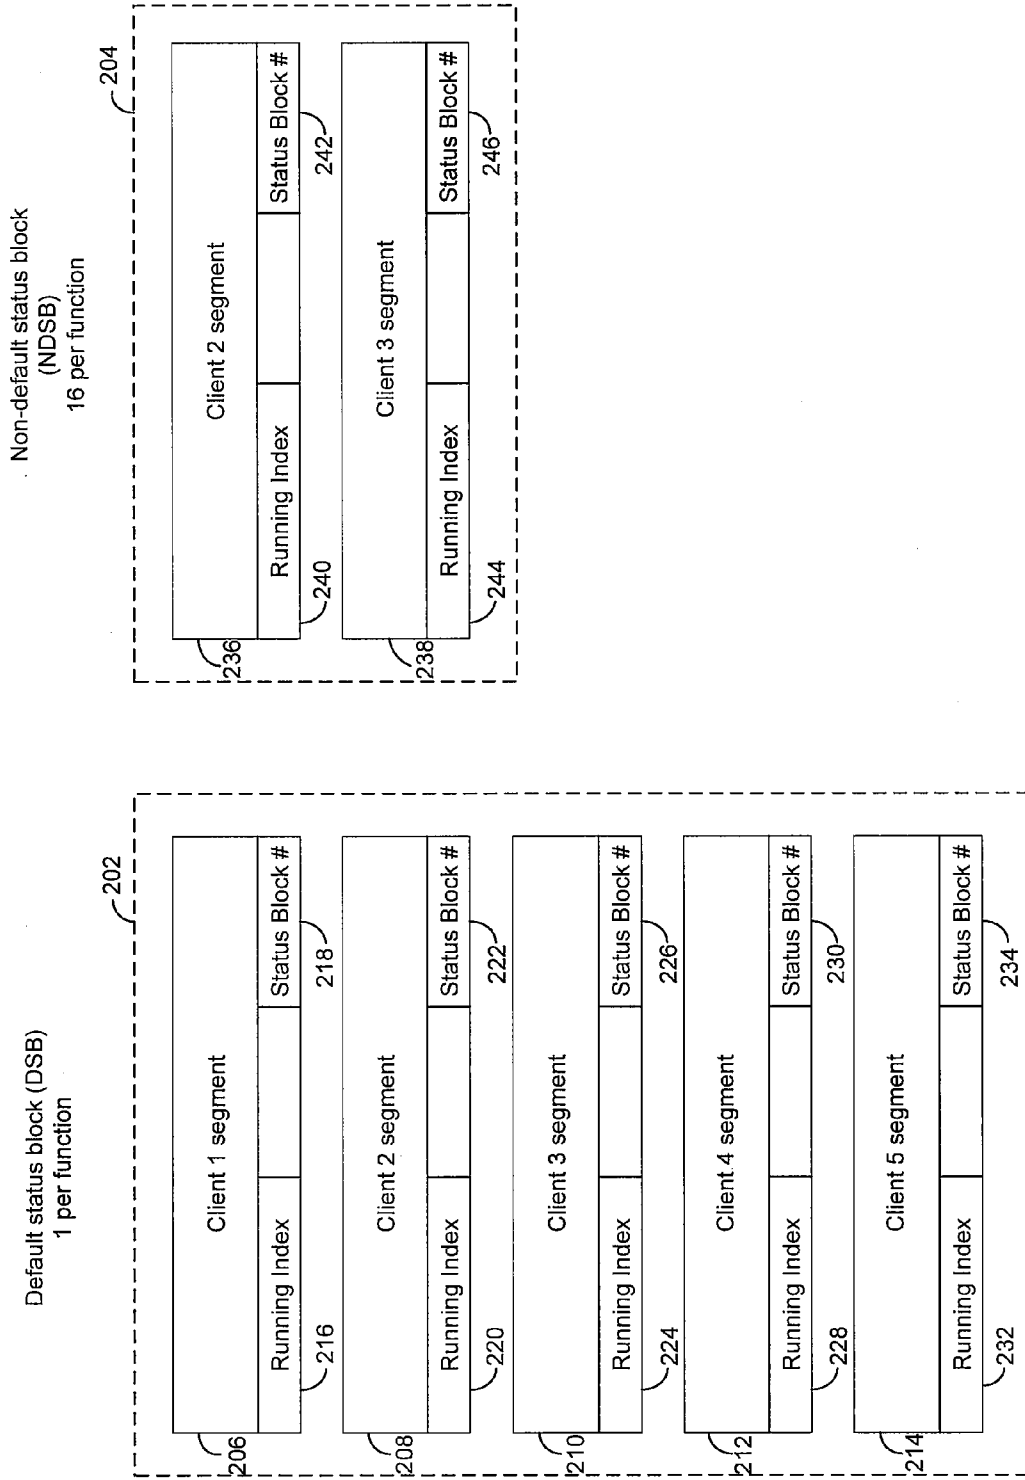 Default status block (DSB)
1 per function
202
Client 1 segment
Running Index
Status Block #
206
216
218
Client 2 segment
Running Index
Status Block #
208
220
222
Client 3 segment
Running Index
Status Block #
210
224
226
Client 4 segment
Running Index
Status Block #
212
228
230
Client 5 segment
Running Index
Status Block #
214
232
234
Non-default status block
(NDSB)
16 per function
204
Client 2 segment
Running Index
Status Block #
236
240
242
Client 3 segment
Running Index
Status Block #
238
244
246